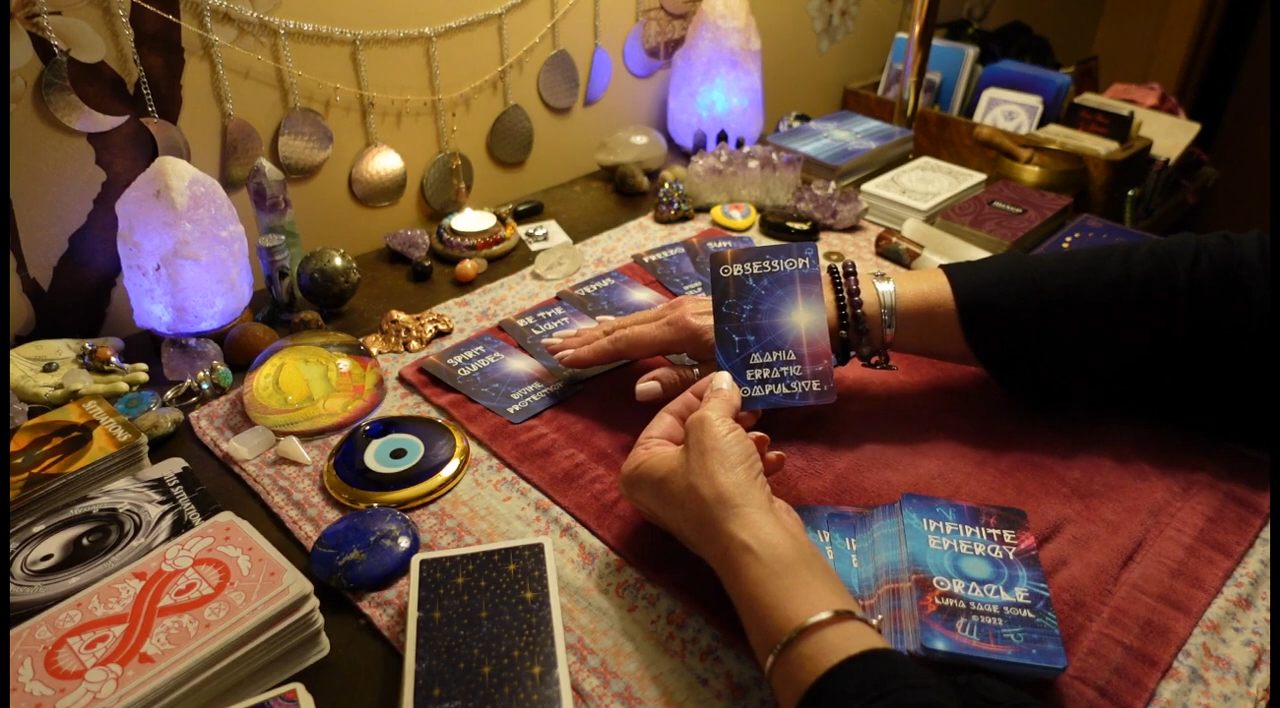 OBSESSION
MANIA
ERRATIC
COMPULSIVE
SPIRIT
GUIDES
DIVINE
PROTECTION
BE THE
LIGHT
VENUS
SUN
SITUATIONS
SITUATION
INFINITE
ENERGY
ORACLE
LUNA SAGE SOUL
©2022